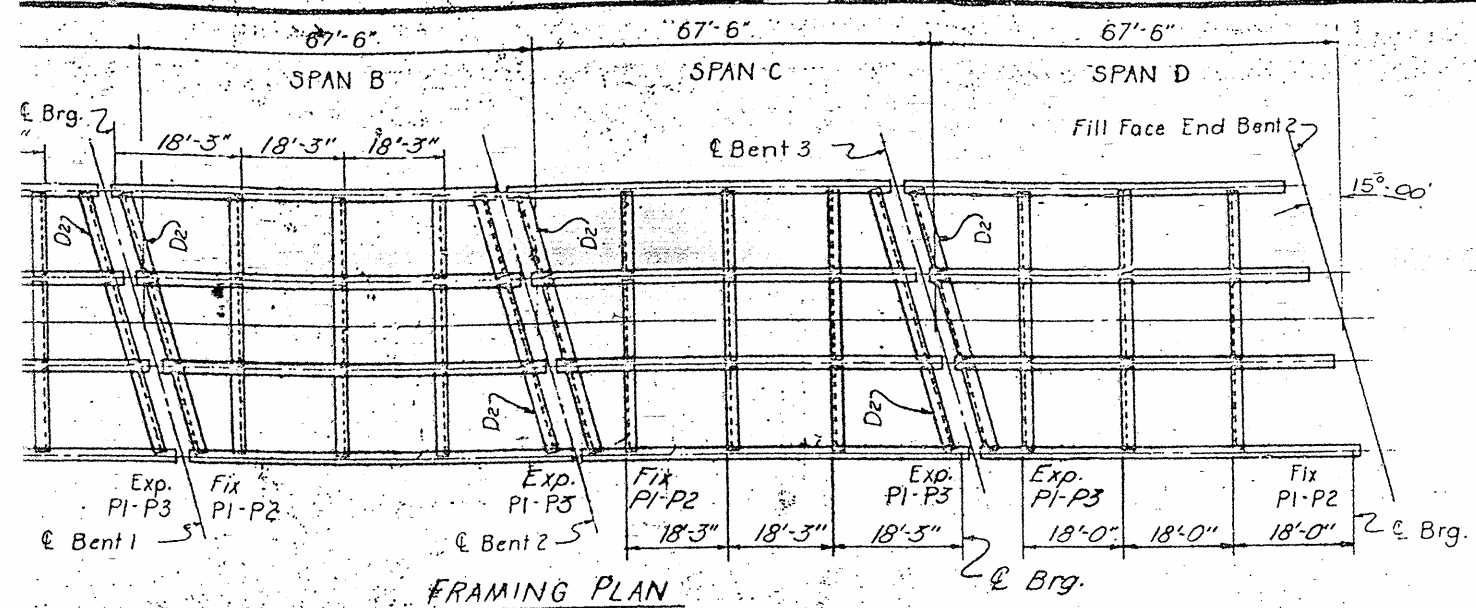 67'-6"
67'-6"
67'-6"
SPAN B
SPAN C
SPAN D
℄ Brg.
"
18'-3"
18'-3"
18'-3"
℄ Bent 3
Fill Face End Bent 2
15°-00'
D2
D2
D2
D2
D2
D2
Exp.
P1-P3
Fix
P1-P2
Exp.
P1-P3
Fix
P1-P2
Exp.
P1-P3
Exp.
P1-P3
Fix
P1-P2
℄ Bent 1
℄ Bent 2
18'-3"
18'-3"
18'-3"
18'-0"
18'-0"
18'-0"
℄ Brg.
℄ Brg.
FRAMING PLAN